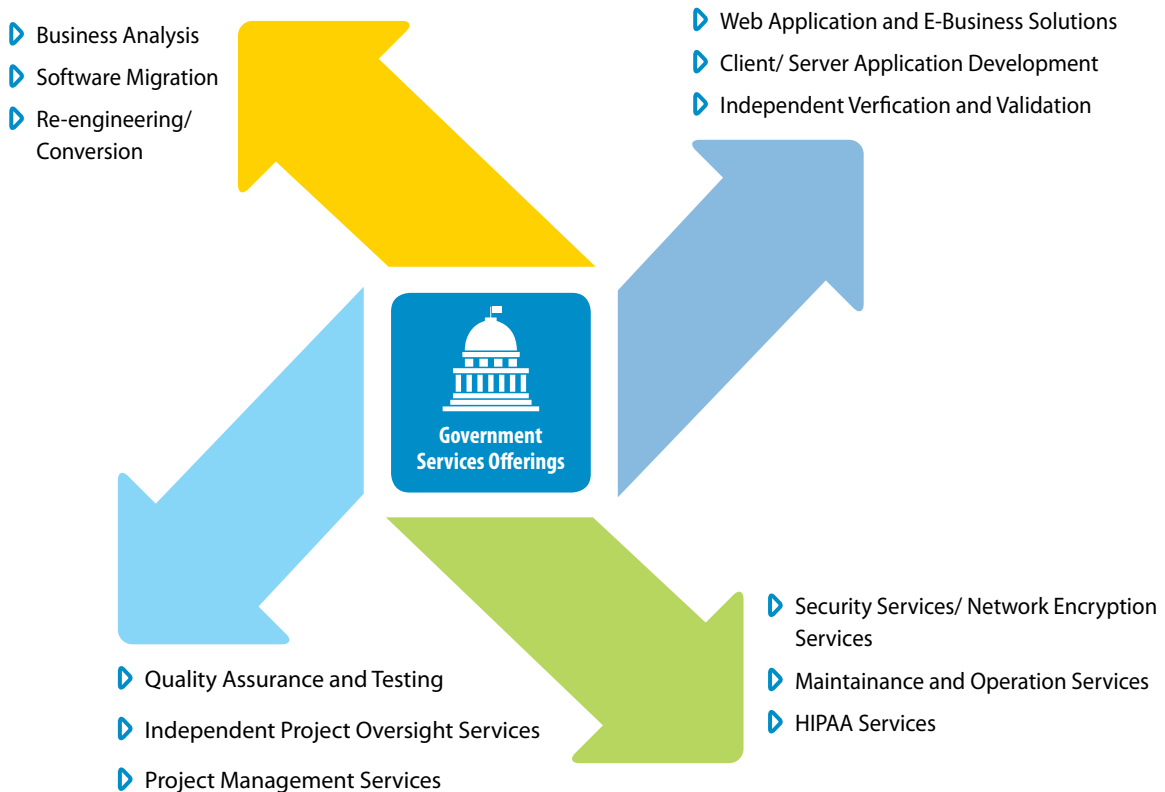 Business Analysis
Software Migration
Re-engineering/
Conversion
Web Application and E-Business Solutions
Client/ Server Application Development
Independent Verfication and Validation
Government
Services Offerings
Quality Assurance and Testing
Independent Project Oversight Services
Project Management Services
Security Services/ Network Encryption
Services
Maintainance and Operation Services
HIPAA Services